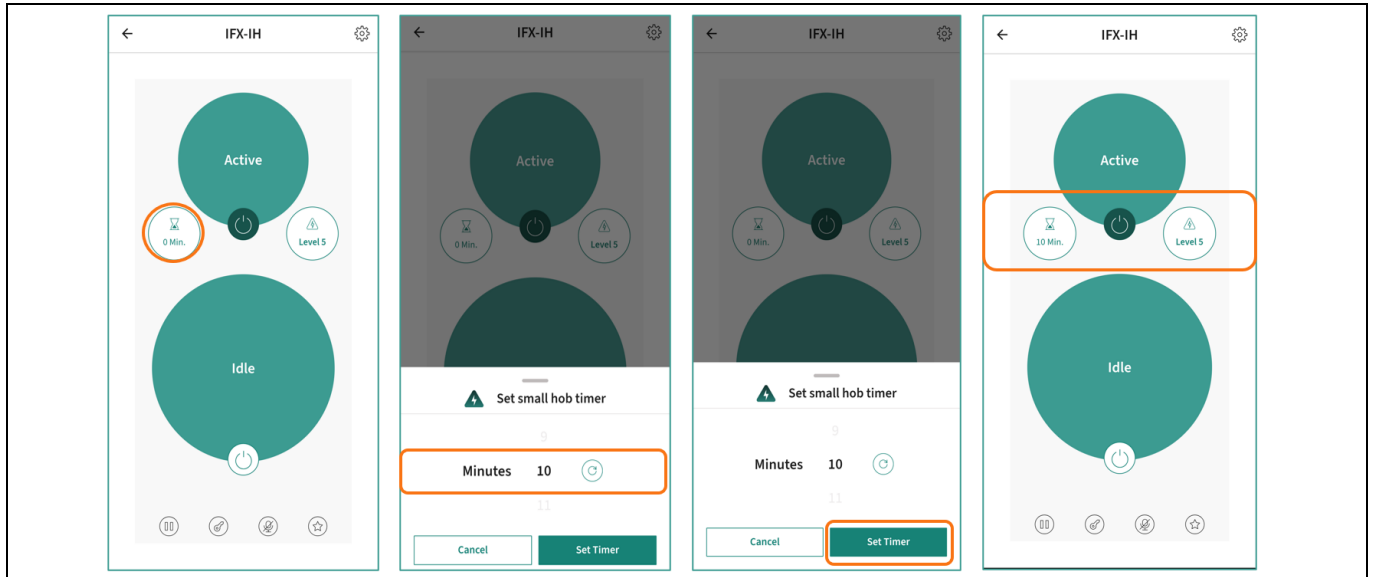 IFX-IH
Active
0 Min.
Level 5
Idle
IFX-IH
Active
0 Min.
Level 5
Set small hob timer
9
Minutes 10
11
Cancel
Set Timer
IFX-IH
Active
0 Min.
Level 5
Set small hob timer
9
Minutes 10
11
Cancel
Set Timer
IFX-IH
Active
10 Min.
Level 5
Idle